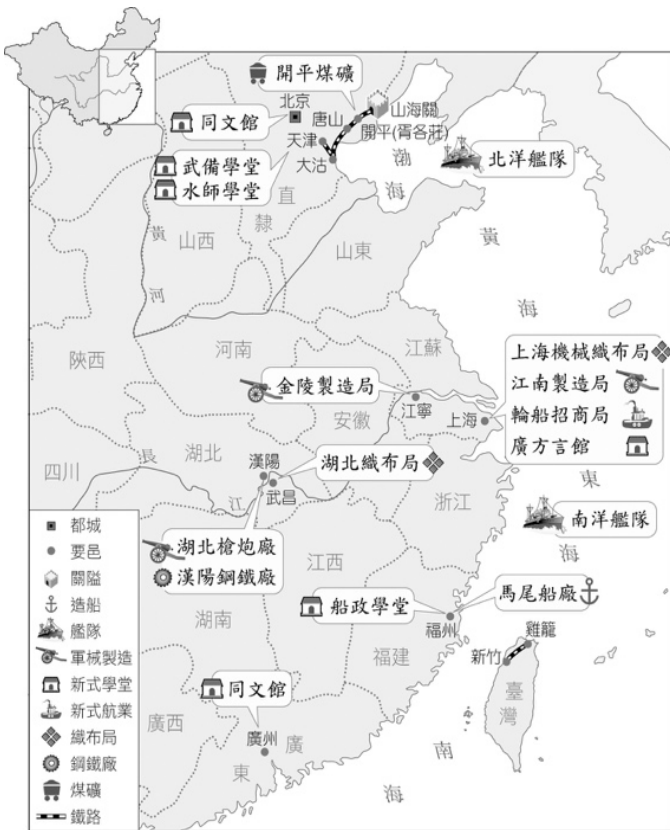 開平煤礦
北京
同文館
唐山
山海關
開平(胥各莊)
天津
大沽
武備學堂
水師學堂
渤
海
北洋艦隊
直
隸
黃
河
山西
山東
黃
海
陝西
河南
江蘇
上海機械織布局
江南製造局
輪船招商局
廣方言館
金陵製造局
江寧
安徽
上海
四川
湖北
長
江
漢陽
武昌
湖北織布局
浙江
東
海
南洋艦隊
湖北槍炮廠
漢陽鋼鐵廠
江西
湖南
船政學堂
馬尾船廠
福州
福建
雞籠
新竹
臺
灣
同文館
廣西
廣州
廣
東
南
海
都城
要邑
關隘
造船
艦隊
軍械製造
新式學堂
新式航業
織布局
鋼鐵廠
煤礦
鐵路